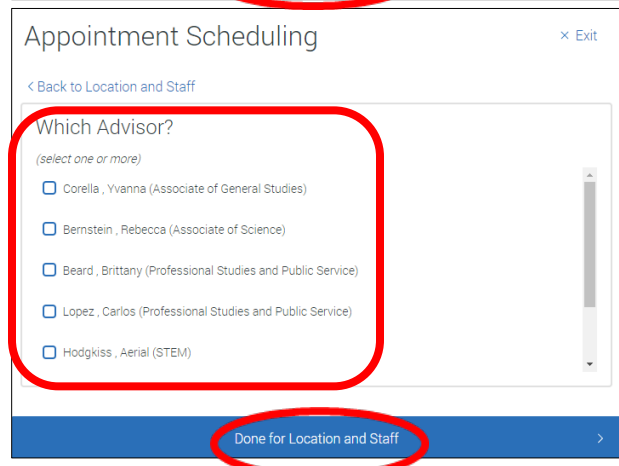 Appointment Scheduling
× Exit
< Back to Location and Staff
Which Advisor?
(select one or more)
Corella , Yvanna (Associate of General Studies)
Bernstein , Rebecca (Associate of Science)
Beard , Brittany (Professional Studies and Public Service)
Lopez , Carlos (Professional Studies and Public Service)
Hodgkiss , Aerial (STEM)
Done for Location and Staff >